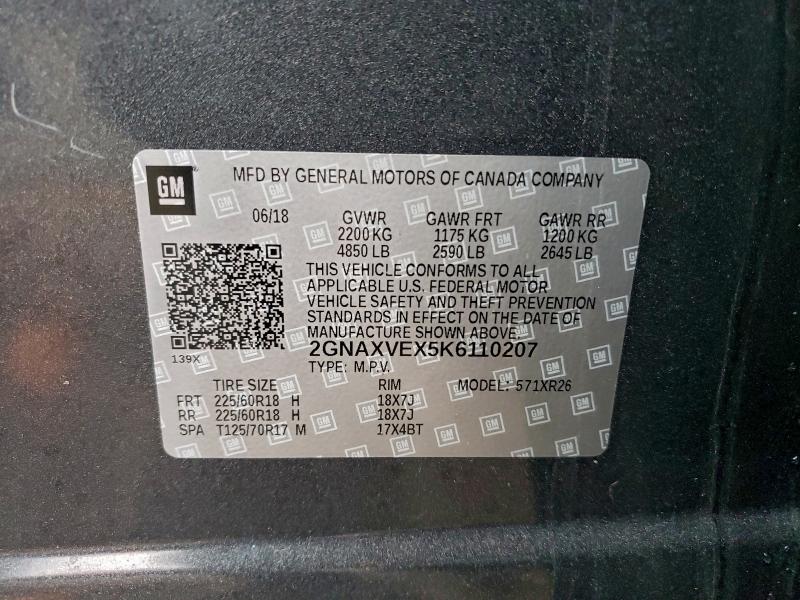 GM
MFD BY GENERAL MOTORS OF CANADA COMPANY
06/18 GVWR GAWR FRT GAWR RR
2200 KG 1175 KG 1200 KG
4850 LB 2590 LB 2645 LB
THIS VEHICLE CONFORMS TO ALL
APPLICABLE U.S. FEDERAL MOTOR
VEHICLE SAFETY AND THEFT PREVENTION
STANDARDS IN EFFECT ON THE DATE OF
MANUFACTURE SHOWN ABOVE.
139X
2GNAXVEX5K6110207
TYPE: M.P.V.
TIRE SIZE RIM MODEL: 571XR26
FRT 225/60R18 H 18X7J
RR 225/60R18 H 18X7J
SPA T125/70R17 M 17X4BT